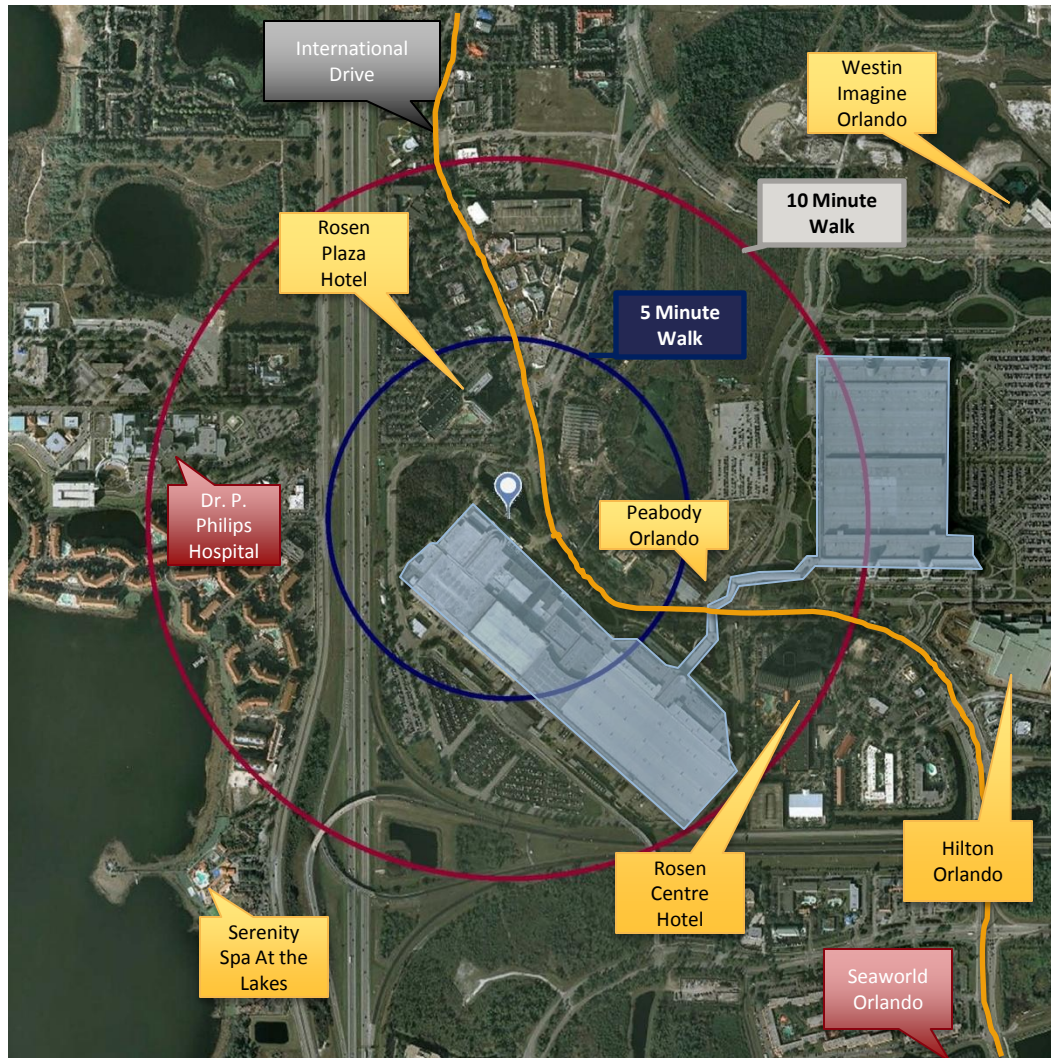 International
Drive
Westin
Imagine
Orlando
10 Minute
Walk
Rosen
Plaza
Hotel
5 Minute
Walk
Dr. P.
Philips
Hospital
Peabody
Orlando
Rosen
Centre
Hotel
Hilton
Orlando
Serenity
Spa At the
Lakes
Seaworld
Orlando